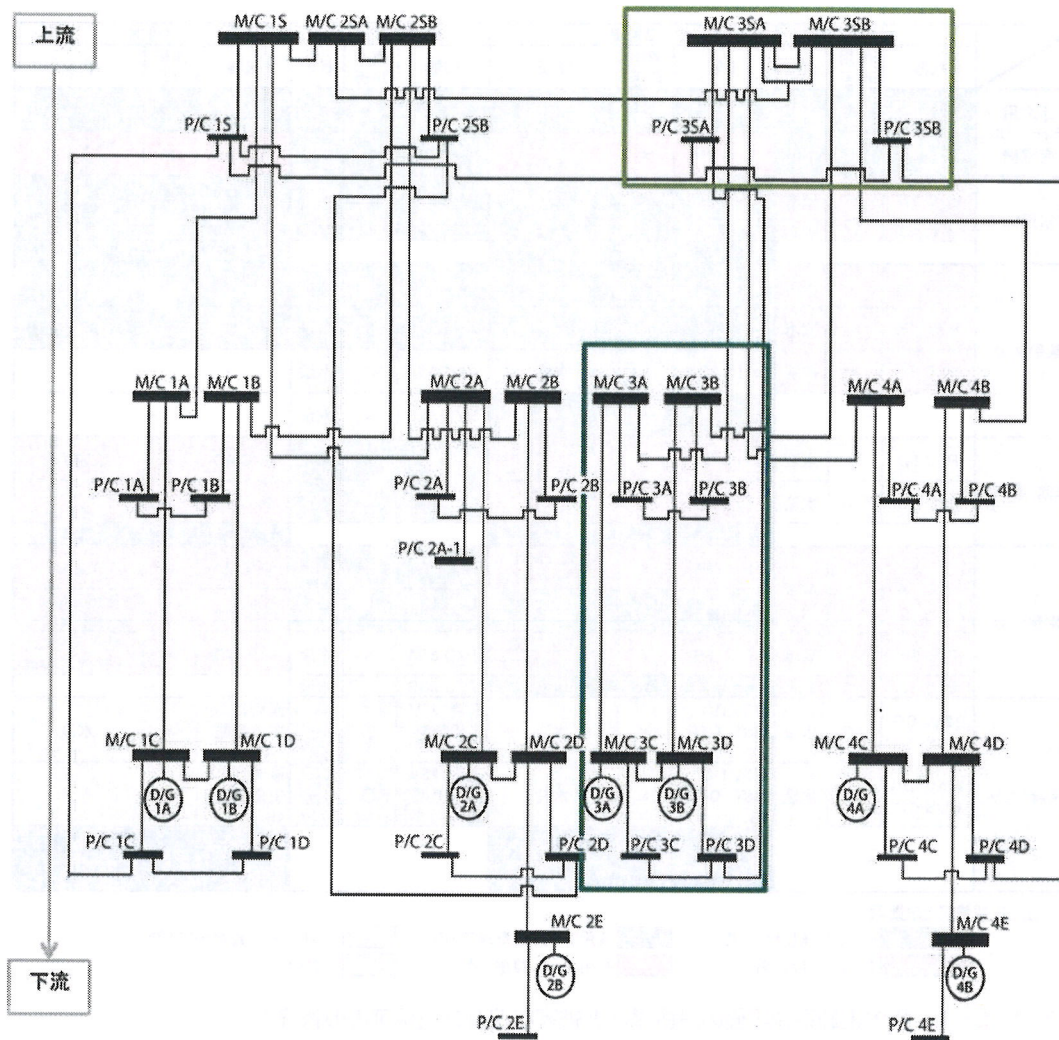 上流
M/C 1S M/C 2SA M/C 2SB M/C 3SA M/C 3SB
P/C 1S P/C 2SB P/C 3SA P/C 3SB
M/C 1A M/C 1B M/C 2A M/C 2B M/C 3A M/C 3B M/C 4A M/C 4B
P/C 1A P/C 1B P/C 2A P/C 2B P/C 3A P/C 3B P/C 4A P/C 4B
P/C 2A-1
M/C 1C M/C 1D M/C 2C M/C 2D M/C 3C M/C 3D M/C 4C M/C 4D
D/G 1A
D/G 1B
D/G 2A
D/G 3A
D/G 3B
D/G 4A
P/C 1C P/C 1D P/C 2C P/C 2D P/C 3C P/C 3D P/C 4C P/C 4D
M/C 2E M/C 4E
下流
D/G 2B
D/G 4B
P/C 2E P/C 4E